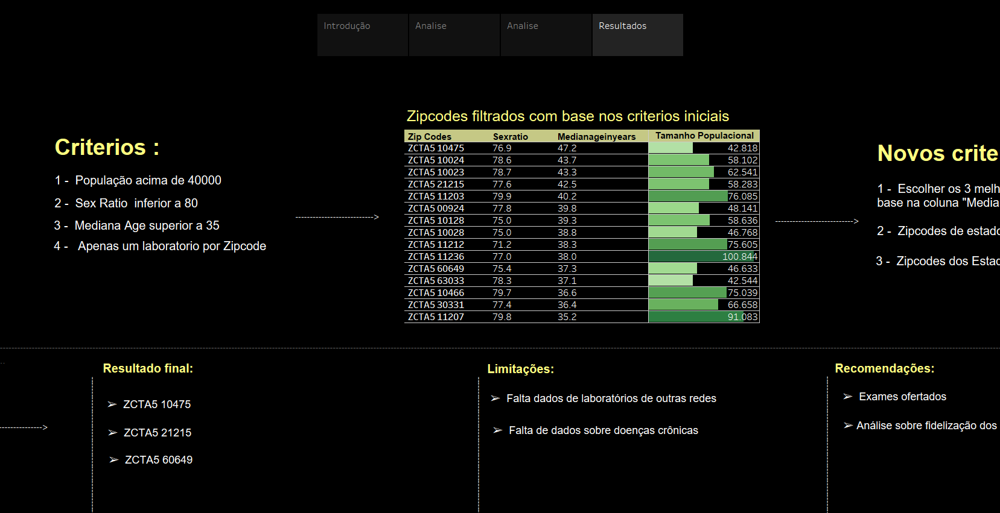 Introdução
Analise
Analise
Resultados
Criterios :
1 - População acima de 40000
2 - Sex Ratio inferior a 80
3 - Mediana Age superior a 35
4 - Apenas um laboratorio por Zipcode
-------------------------->
Zipcodes filtrados com base nos criterios iniciais
Zip Codes Sexratio Medianageinyears Tamanho Populacional
ZCTA5 10475 76.9 47.2 42.818
ZCTA5 10024 78.6 43.7 58.102
ZCTA5 10023 78.7 43.3 62.541
ZCTA5 21215 77.6 42.5 58.283
ZCTA5 11203 79.9 40.2 76.085
ZCTA5 00924 77.8 39.8 48.141
ZCTA5 10128 75.0 39.3 58.636
ZCTA5 10028 75.0 38.8 46.768
ZCTA5 11212 71.2 38.3 75.605
ZCTA5 11236 77.0 38.0 100.844
ZCTA5 60649 75.4 37.3 46.633
ZCTA5 63033 78.3 37.1 42.544
ZCTA5 10466 79.7 36.6 75.039
ZCTA5 30331 77.4 36.4 66.658
ZCTA5 11207 79.8 35.2 91.083
-------------------------->
Novos crite
1 - Escolher os 3 melh
base na coluna "Media
2 - Zipcodes de estado
3 - Zipcodes dos Estad
--------------->
Resultado final:
➢ ZCTA5 10475
➢ ZCTA5 21215
➢ ZCTA5 60649
Limitações:
➢ Falta dados de laboratórios de outras redes
➢ Falta de dados sobre doenças crônicas
Recomendações:
➢ Exames ofertados
➢ Análise sobre fidelização dos